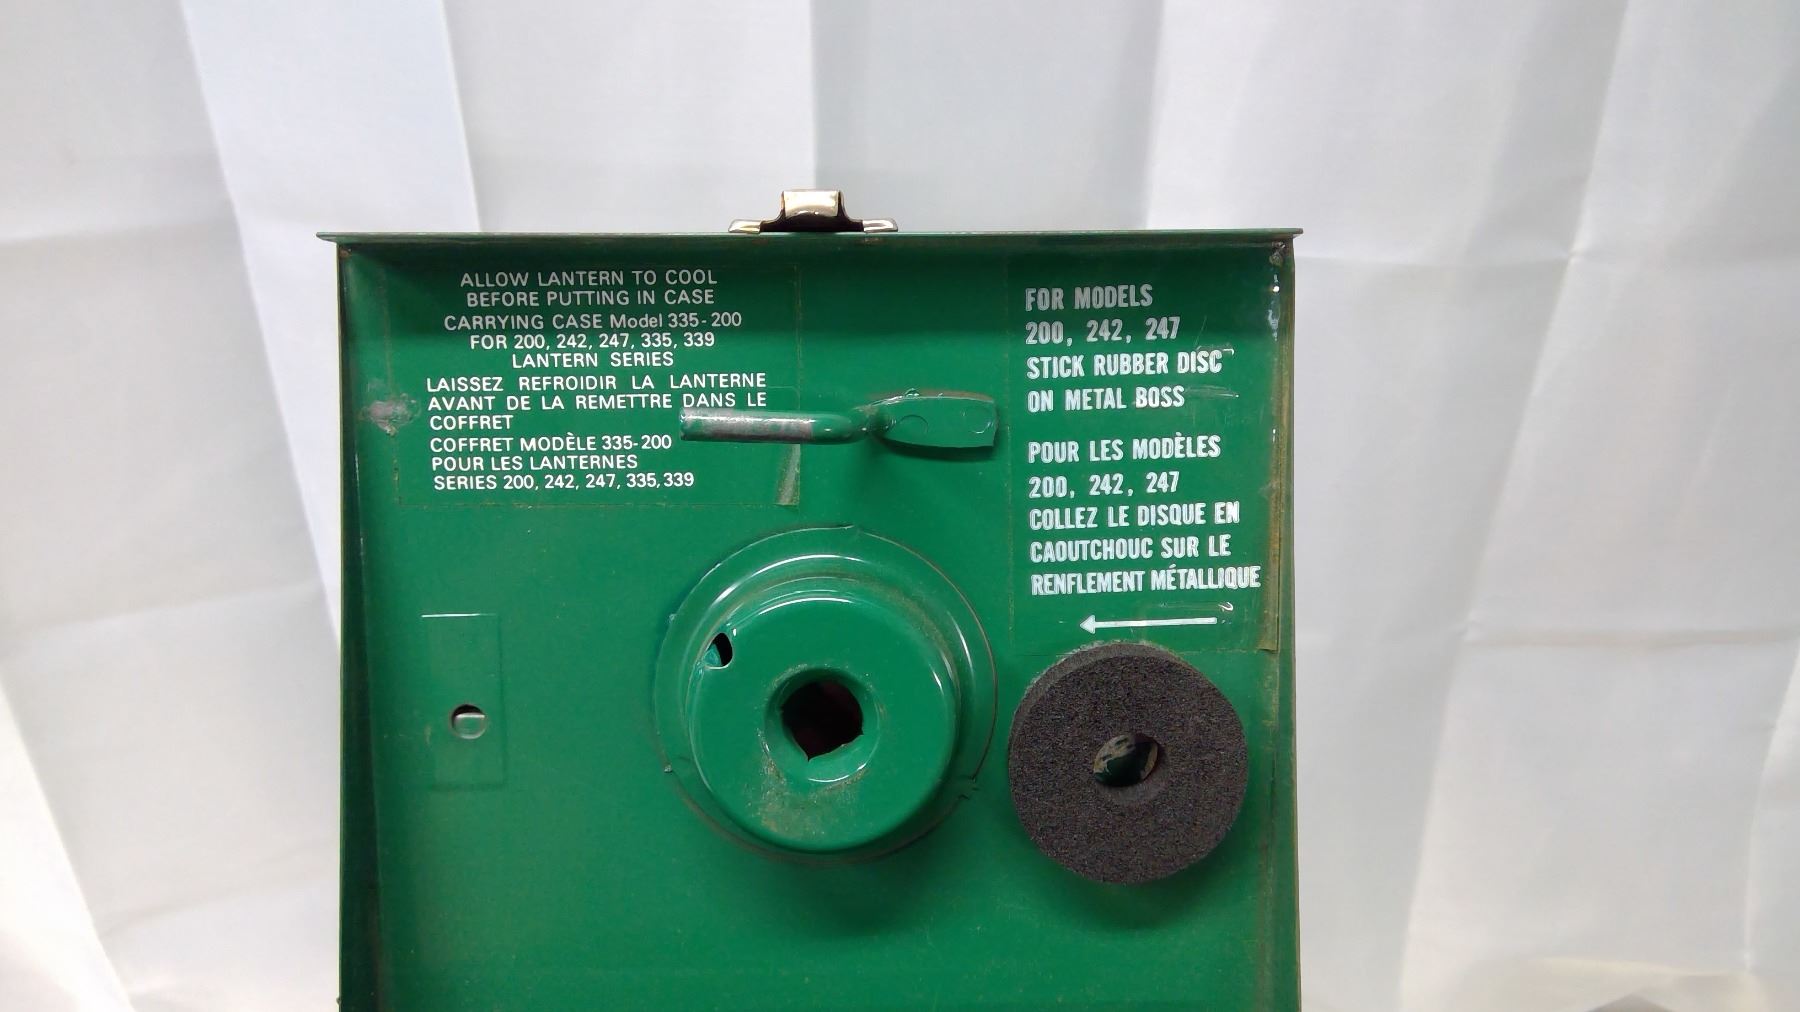 ALLOW LANTERN TO COOL
BEFORE PUTTING IN CASE
CARRYING CASE Model 335-200
FOR 200, 242, 247, 335, 339
LANTERN SERIES
LAISSEZ REFROIDIR LA LANTERNE
AVANT DE LA REMETTRE DANS LE
COFFRET
COFFRET MODÈLE 335-200
POUR LES LANTERNES
SERIES 200, 242, 247, 335, 339
FOR MODELS
200, 242, 247
STICK RUBBER DISC
ON METAL BOSS
POUR LES MODÈLES
200, 242, 247
COLLEZ LE DISQUE EN
CAOUTCHOUC SUR LE
RENFLEMENT MÉTALLIQUE